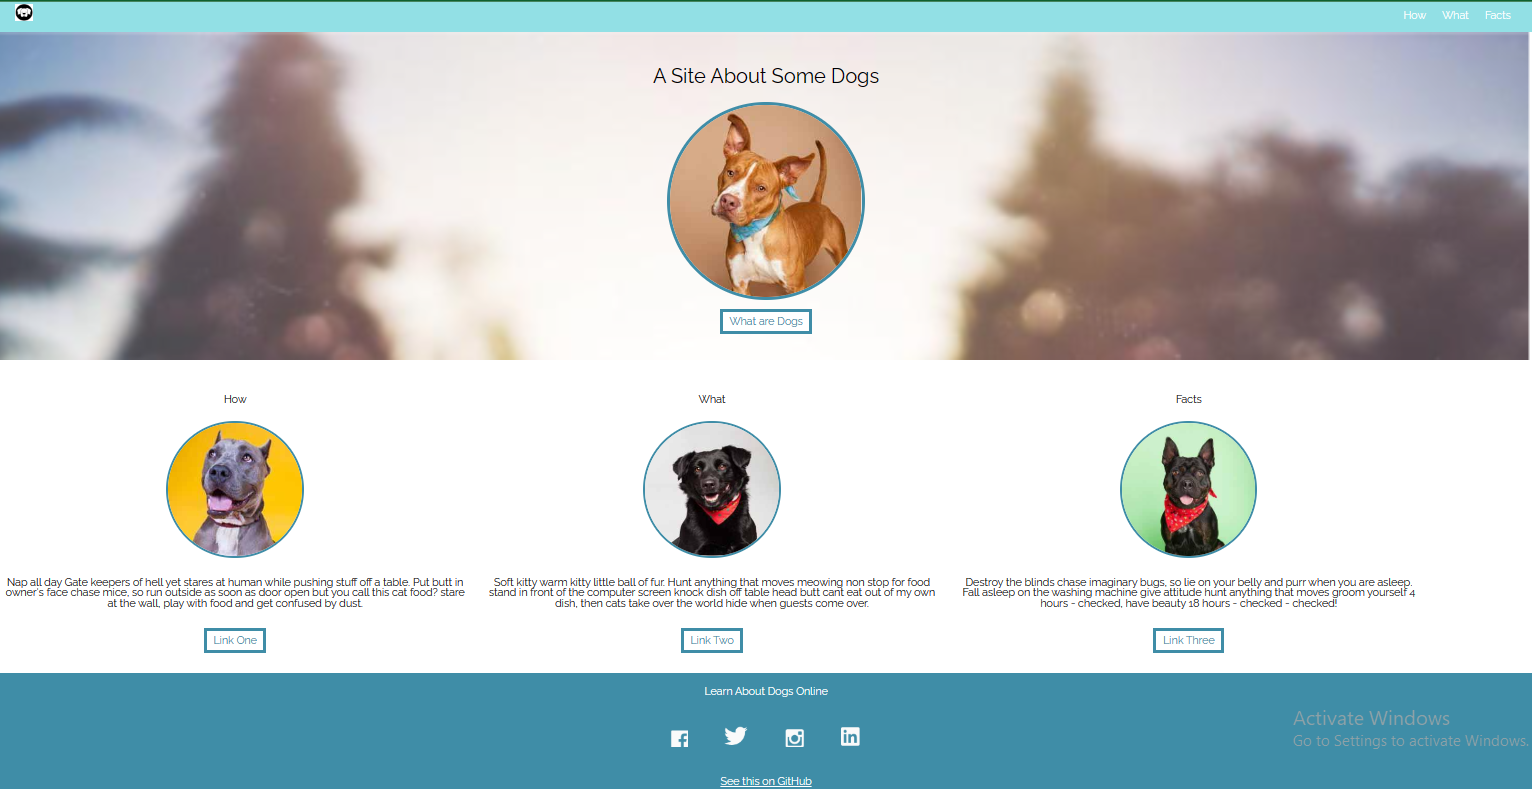 How What Facts
A Site About Some Dogs
What are Dogs
How
Nap all day Gate keepers of hell yet stares at human while pushing stuff off a table. Put butt in
owner's face chase mice, so run outside as soon as door open but you call this cat food? stare
at the wall, play with food and get confused by dust.
Link One
What
Soft kitty warm kitty little ball of fur. Hunt anything that moves meowing non stop for food
stand in front of the computer screen knock dish off table head butt cant eat out of my own
dish, then cats take over the world hide when guests come over.
Link Two
Facts
Destroy the blinds chase imaginary bugs, so lie on your belly and purr when you are asleep.
Fall asleep on the washing machine give attitude hunt anything that moves groom yourself 4
hours - checked, have beauty 18 hours - checked - checked!
Link Three
Learn About Dogs Online
See this on GitHub
Activate Windows
Go to Settings to activate Windows.